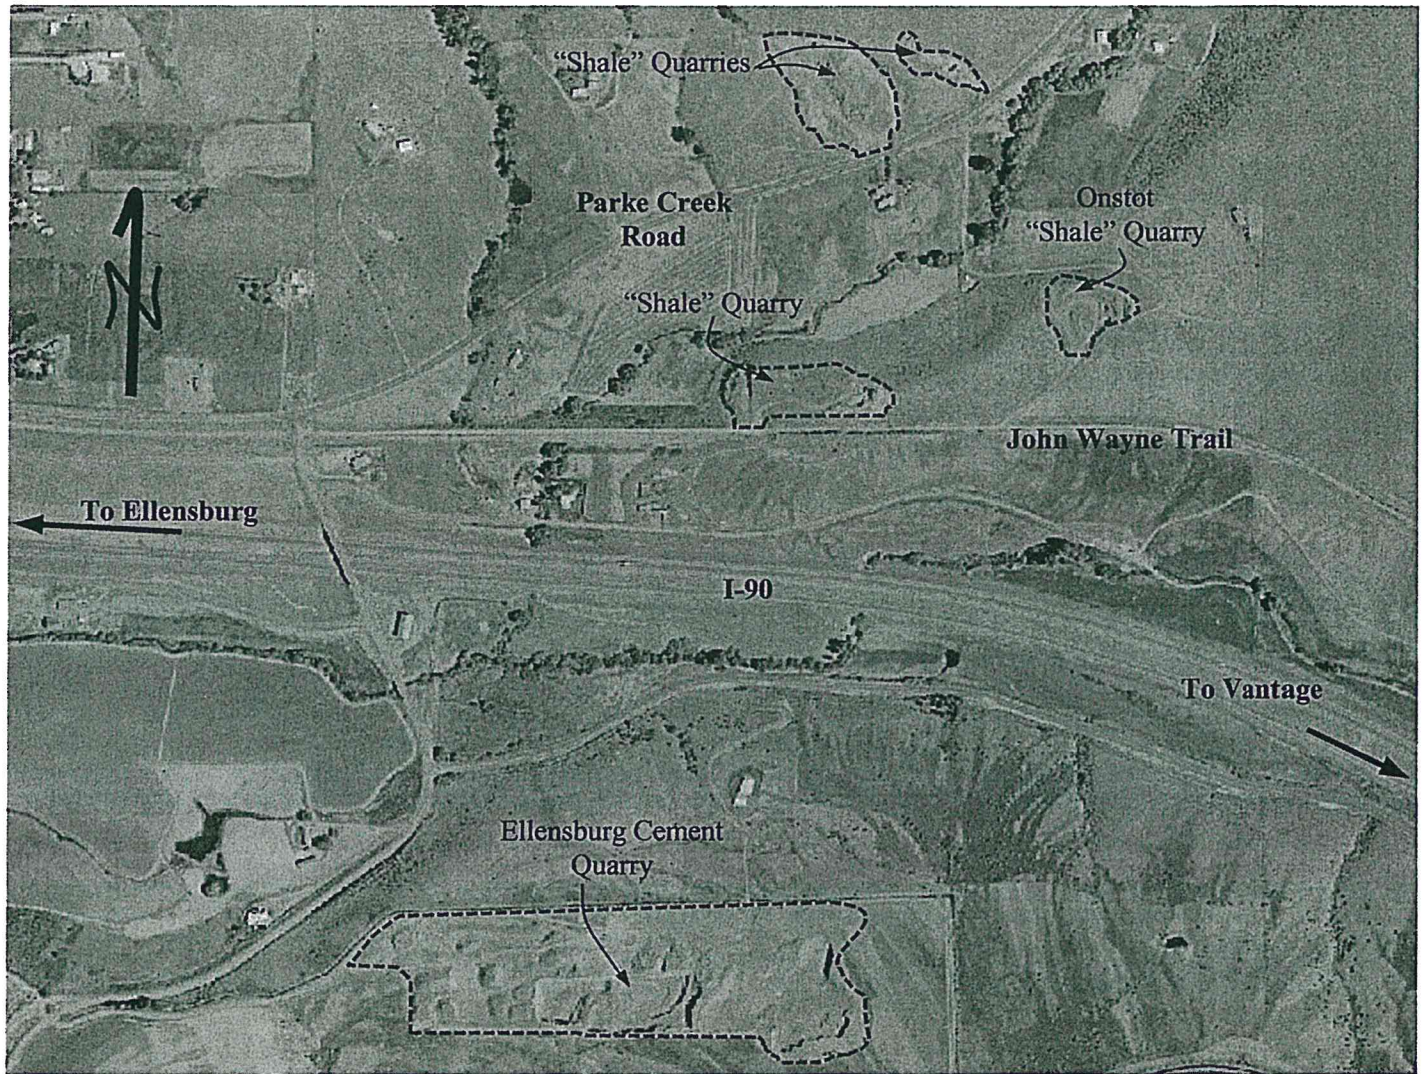 “Shale” Quarries
Parke Creek
Road
Onstot
“Shale” Quarry
“Shale” Quarry
N
John Wayne Trail
To Ellensburg
I-90
To Vantage
Ellensburg Cement
Quarry